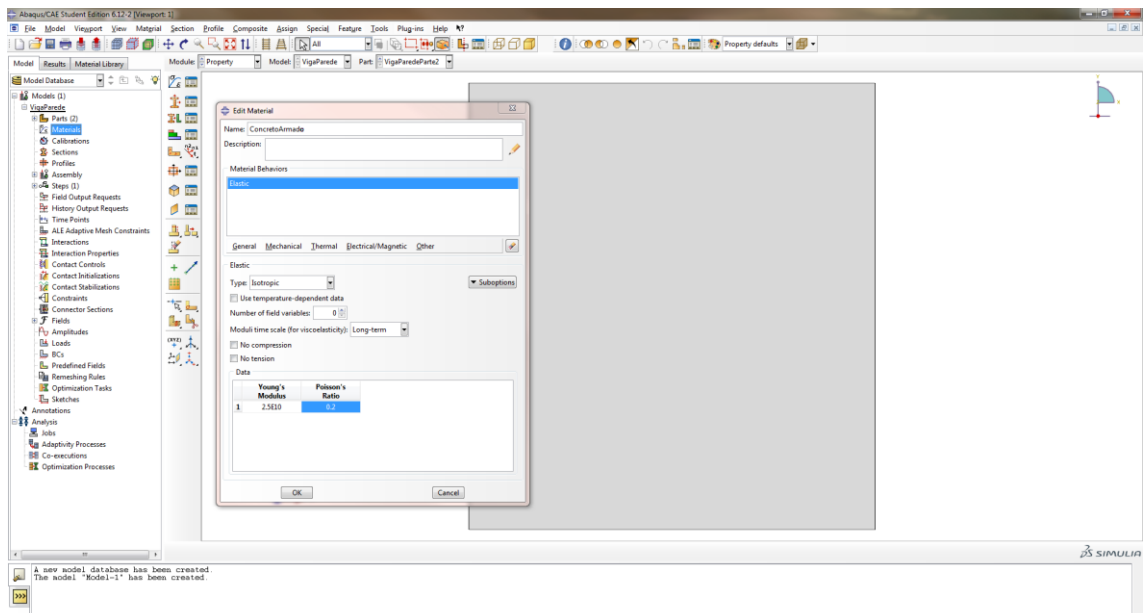 Abaqus/CAE Student Edition 6.12-2 [Viewport: 1]
File Model Viewport View Material Section Profile Composite Assign Special Feature Tools Plug-ins Help
All Property defaults
Model Results Material Library Module: Property Model: VigaParede Part: VigaParedeParte2
Model Database
Models (1)
VigaParede
Parts (2)
Materials
Calibrations
Sections
Profiles
Assembly
Steps (1)
Field Output Requests
History Output Requests
Time Points
ALE Adaptive Mesh Constraints
Interactions
Interaction Properties
Contact Controls
Contact Initializations
Contact Stabilizations
Constraints
Connector Sections
Fields
Amplitudes
Loads
BCs
Predefined Fields
Remeshing Rules
Optimization Tasks
Sketches
Annotations
Analysis
Jobs
Adaptivity Processes
Co-executions
Optimization Processes
Edit Material
Name: ConcretoArmado
Description:
Material Behaviors
Elastic
General Mechanical Thermal Electrical/Magnetic Other
Elastic
Type: Isotropic Suboptions
Use temperature-dependent data
Number of field variables: 0
Moduli time scale (for viscoelasticity): Long-term
No compression
No tension
Data
Young's Poisson's
Modulus Ratio
1 2.5E10 0.2
OK Cancel
SIMULIA
A new model database has been created.
The model "Model-1" has been created.
>>>